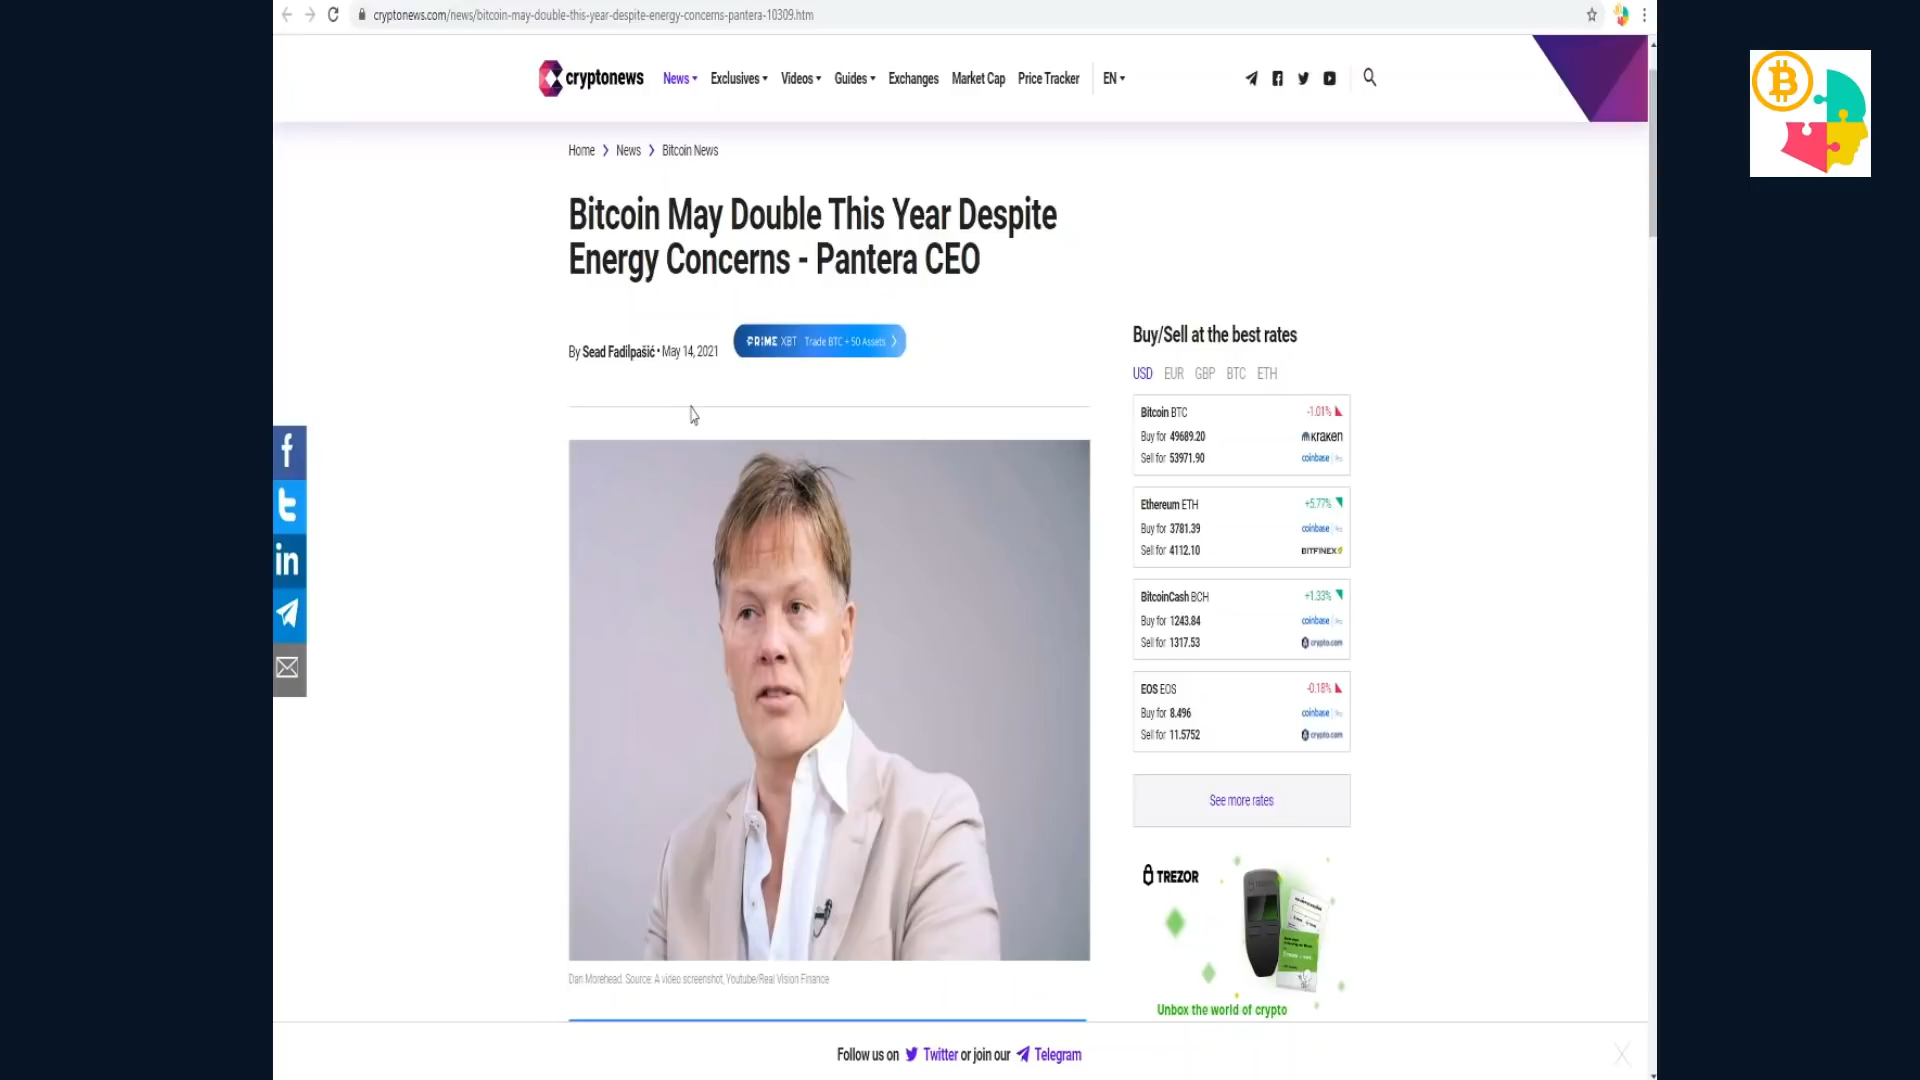 cryptonews.com/news/bitcoin-may-double-this-year-despite-energy-concerns-pantera-10309.htm
cryptonews News Exclusives Videos Guides Exchanges Market Cap Price Tracker EN
Home > News > Bitcoin News
Bitcoin May Double This Year Despite
Energy Concerns - Pantera CEO
By Sead Fadilpašić • May 14, 2021
PRIME XBT Trade BTC + 50 Assets
Buy/Sell at the best rates
USD EUR GBP BTC ETH
Bitcoin BTC -1.01%
Buy for 49689.20 kraken
Sell for 53971.90 coinbase
Ethereum ETH +5.77%
Buy for 3781.39 coinbase
Sell for 4112.10 BITFINEX
BitcoinCash BCH +1.33%
Buy for 1243.84 coinbase
Sell for 1317.53 crypto.com
EOS EOS -0.18%
Buy for 8.496 coinbase
Sell for 11.5752 crypto.com
See more rates
TREZOR
Unbox the world of crypto
Dan Morehead. Source: A video screenshot, Youtube/Real Vision Finance
Follow us on Twitter or join our Telegram